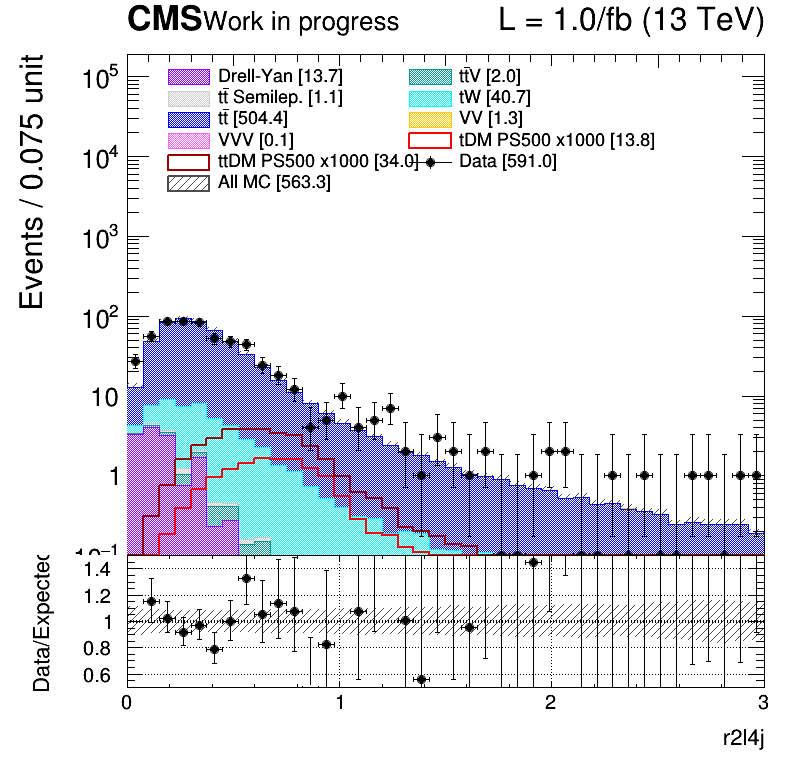 CMS Work in progress L = 1.0/fb (13 TeV)
Events / 0.075 unit
10⁵
10⁴
10³
10²
10
1
10⁻¹
Drell-Yan [13.7]
tt̄ Semilep. [1.1]
tt̄ [504.4]
VVV [0.1]
ttDM PS500 x1000 [34.0]
All MC [563.3]
tt̄V [2.0]
tW [40.7]
VV [1.3]
tDM PS500 x1000 [13.8]
Data [591.0]
Data/Expected
1.4
1.2
1
0.8
0.6
0 1 2 3
r2l4j